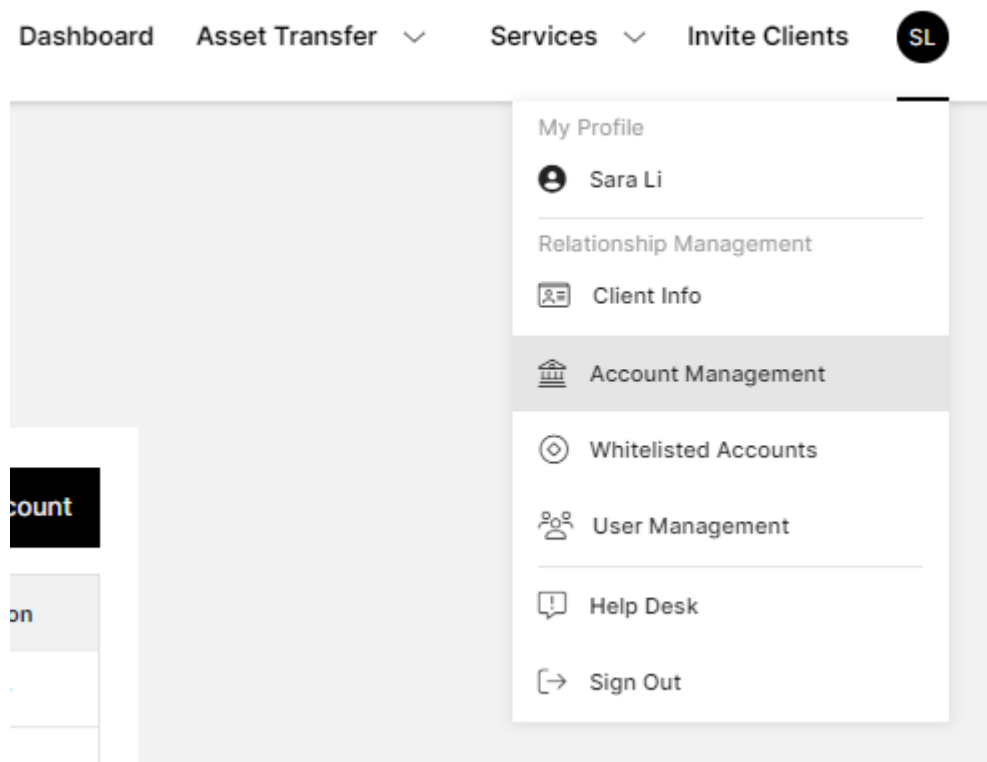 Dashboard Asset Transfer Services Invite Clients SL
My Profile
Sara Li
Relationship Management
Client Info
Account Management
Whitelisted Accounts
User Management
Help Desk
Sign Out
count
on